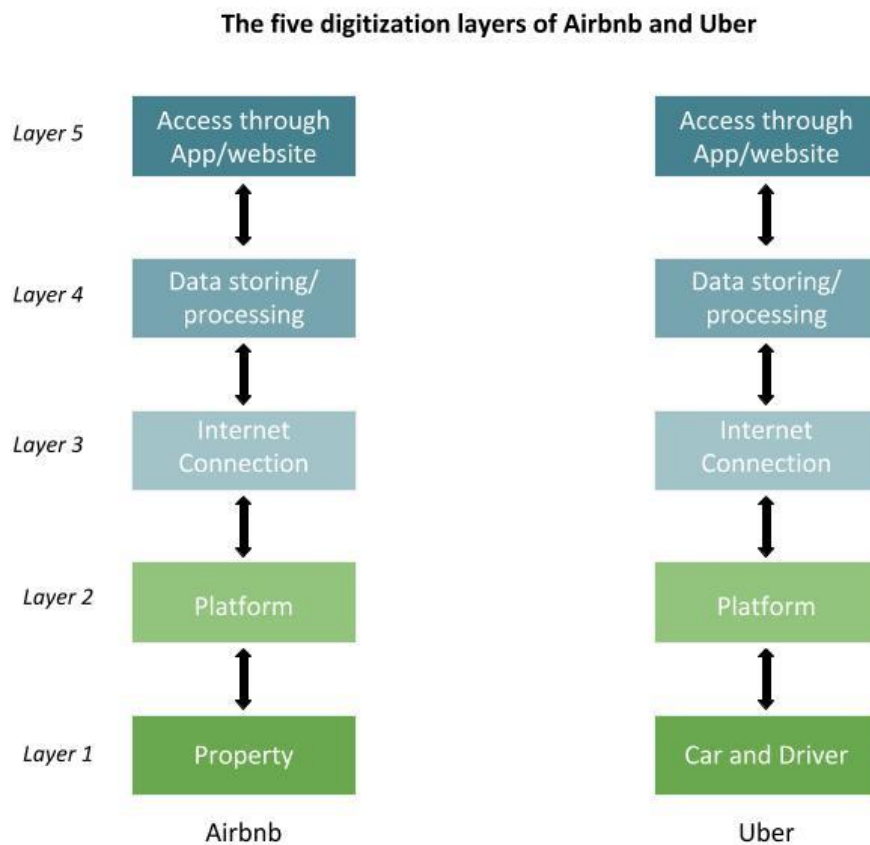 The five digitization layers of Airbnb and Uber
Layer 5
Access through
App/website
Access through
App/website
Layer 4
Data storing/
processing
Data storing/
processing
Layer 3
Internet
Connection
Internet
Connection
Layer 2
Platform
Platform
Layer 1
Property
Car and Driver
Airbnb
Uber